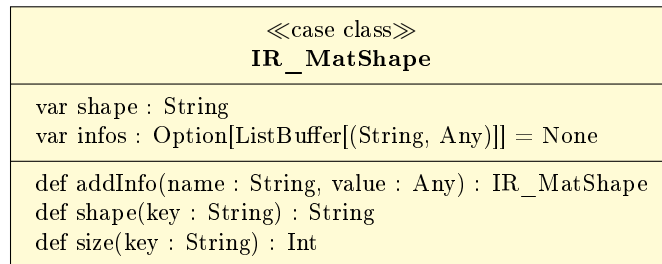 ≪case class≫
IR_MatShape
var shape : String
var infos : Option[ListBuffer[(String, Any)]] = None
def addInfo(name : String, value : Any) : IR_MatShape
def shape(key : String) : String
def size(key : String) : Int